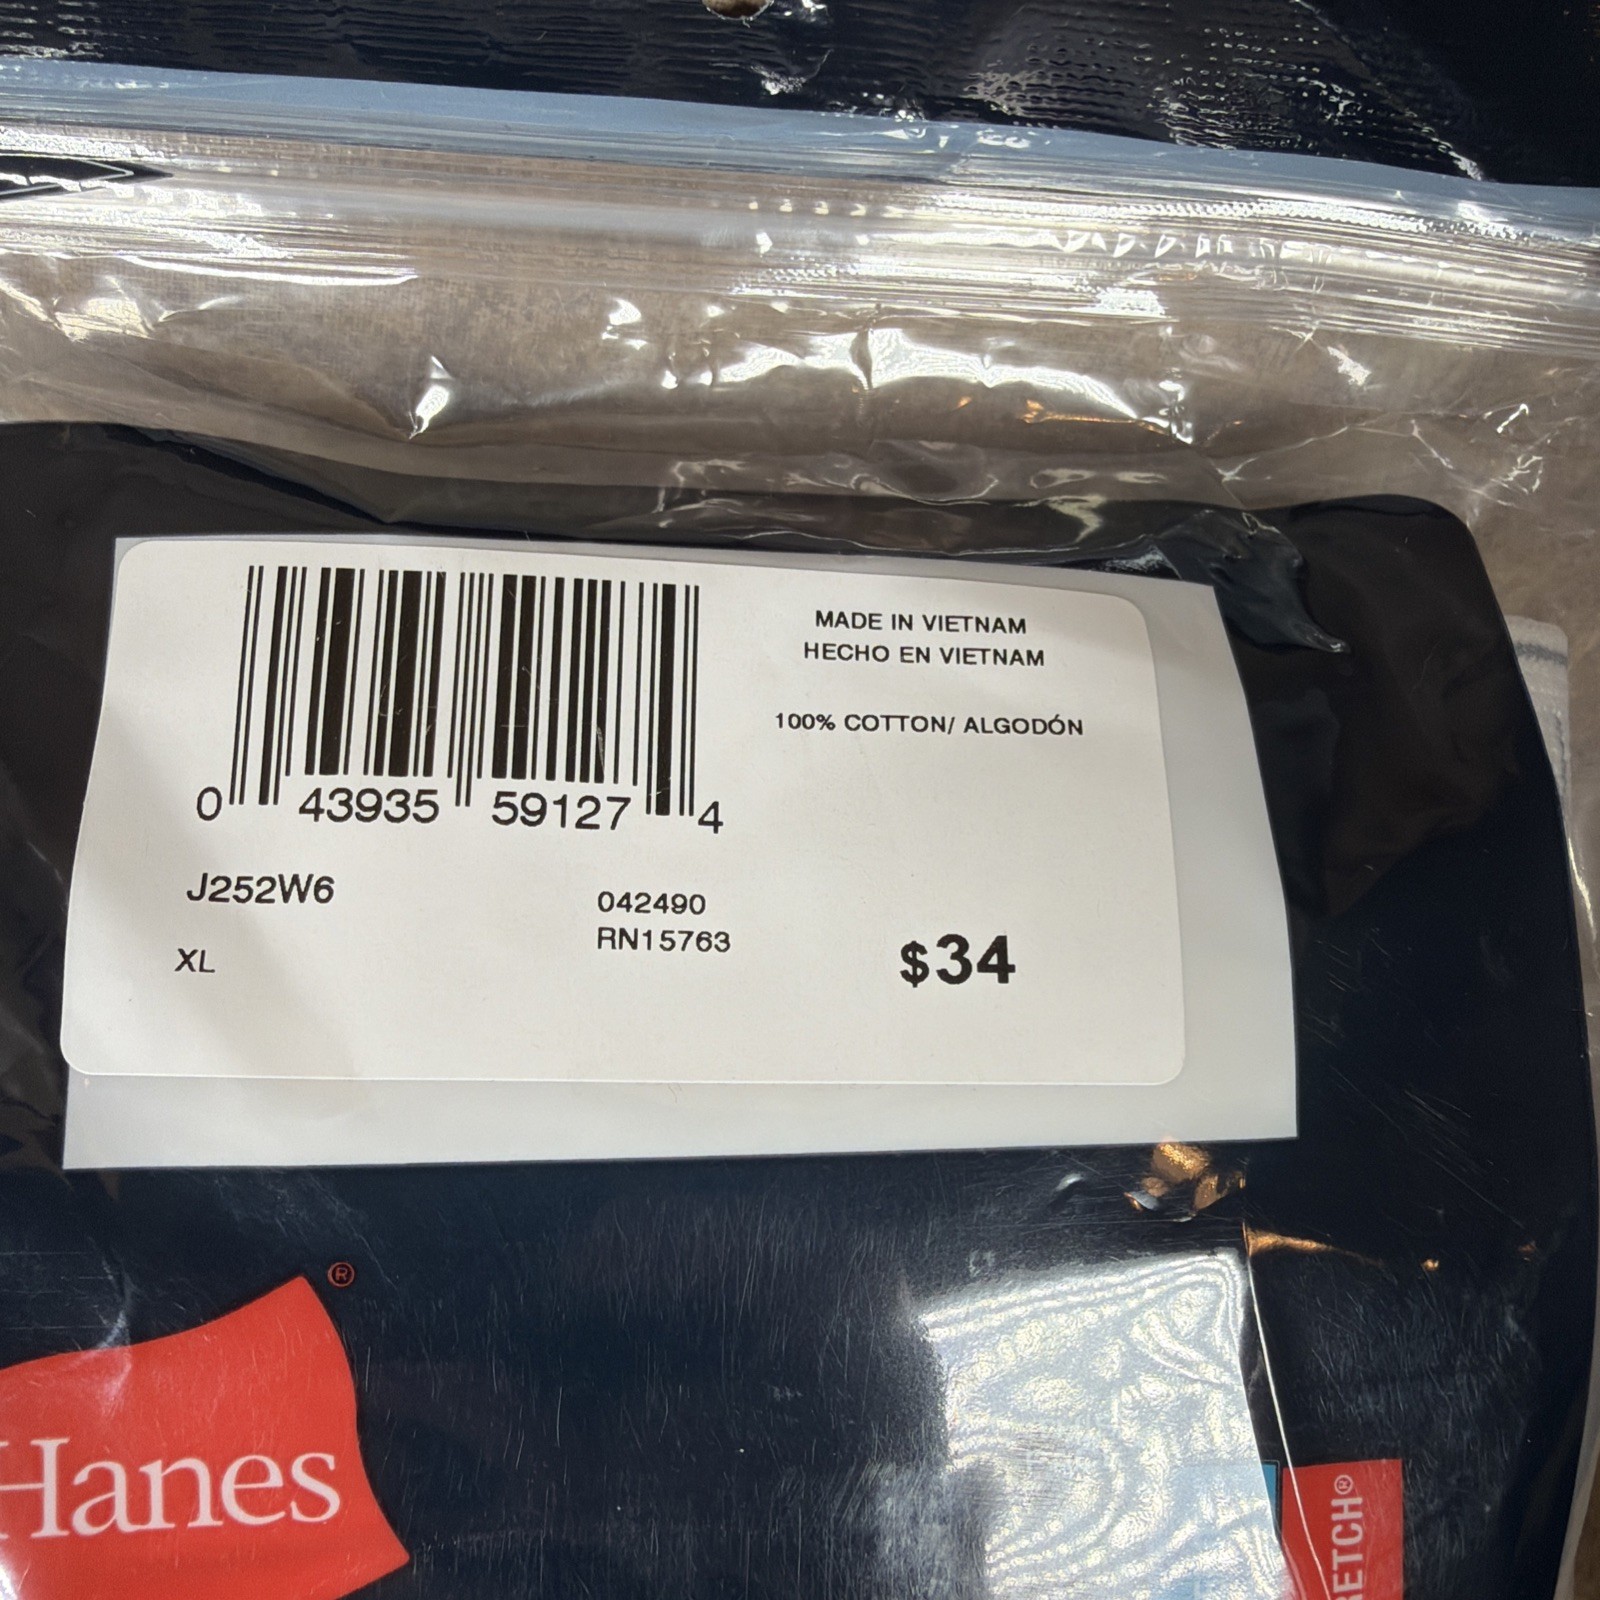 MADE IN VIETNAM
HECHO EN VIETNAM
100% COTTON/ ALGODÓN
0 43935 59127 4
J252W6
042490
RN15763
XL
$34
®
Hanes
RETCH®